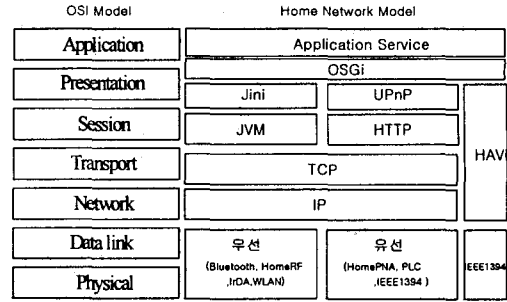 OSI Model
Home Network Model
Application
Application Service
OSGi
Presentation
Jini
UPnP
Session
JVM
HTTP
HAVi
Transport
TCP
Network
IP
Data link
우선
유선
(Bluetooth, HomeRF
,IrDA,WLAN)
(HomePNA, PLC
,IEEE1394 )
IEEE1394
Physical